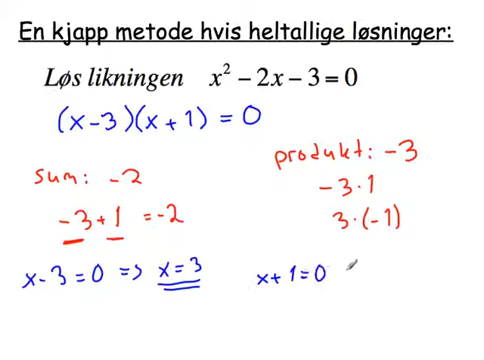 En kjapp metode hvis heltallige løsninger:
Løs likningen x² − 2x − 3 = 0
(x−3)(x+1) = 0
produkt: −3
sum: −2
−3·1
−3+1 = −2
3·(−1)
x−3=0 => x=3
x+1=0